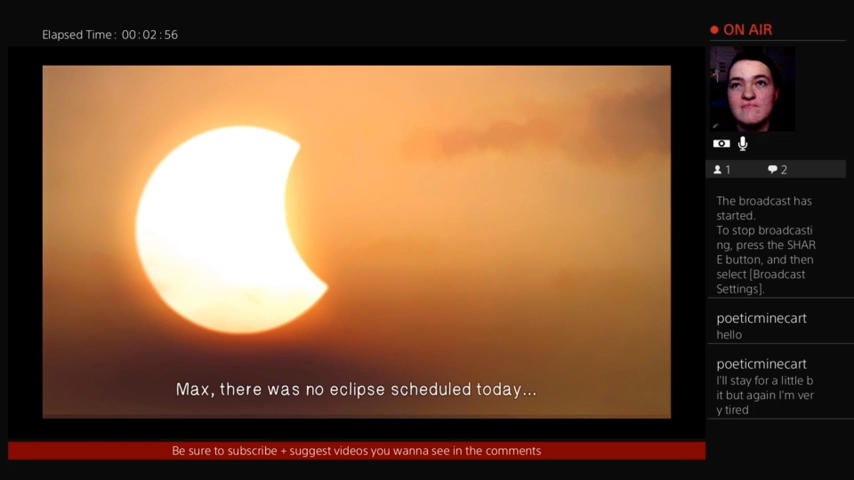 Elapsed Time: 00:02:56
ON AIR
1
2
The broadcast has
started.
To stop broadcasti
ng, press the SHAR
E button, and then
select [Broadcast
Settings].
poeticminecart
hello
poeticminecart
I'll stay for a little b
it but again I'm ver
y tired
Max, there was no eclipse scheduled today...
Be sure to subscribe + suggest videos you wanna see in the comments